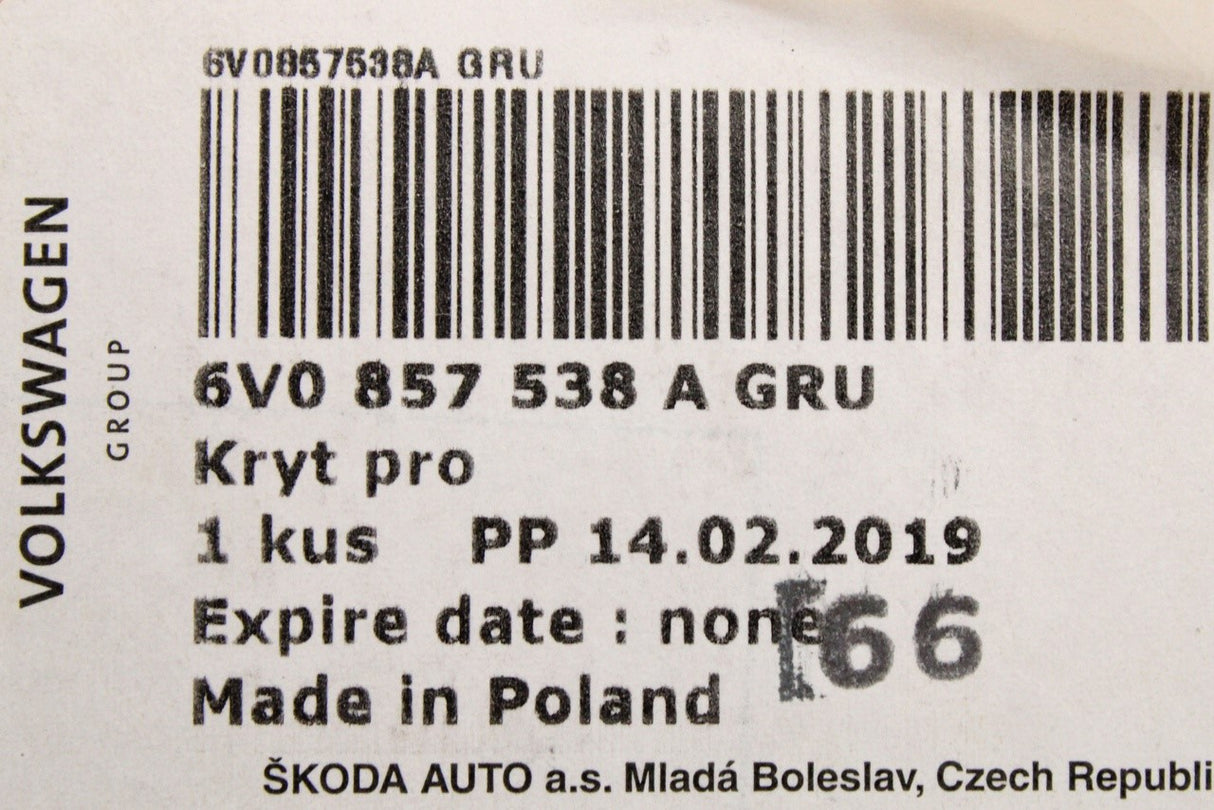 6V0857538A GRU
VOLKSWAGEN
GROUP
6V0 857 538 A GRU
Kryt pro
1 kus PP 14.02.2019
Expire date : none
66
Made in Poland
ŠKODA AUTO a.s. Mladá Boleslav, Czech Republi